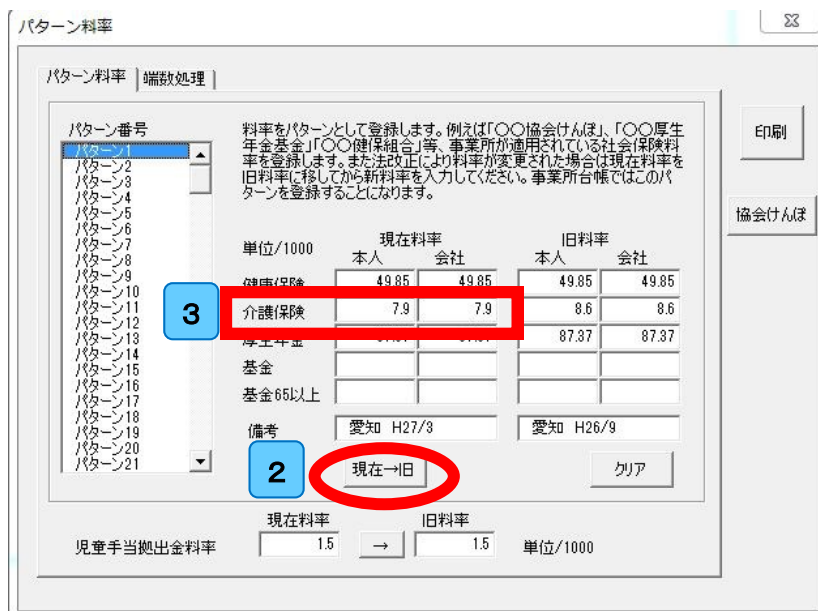 パターン料率
パターン料率 端数処理
パターン番号
パターン1
パターン2
パターン3
パターン4
パターン5
パターン6
パターン7
パターン8
パターン9
パターン10
パターン11
パターン12
パターン13
パターン14
パターン15
パターン16
パターン17
パターン18
パターン19
パターン20
パターン21
料率をパターンとして登録します。例えば「〇〇協会けんぽ」、「〇〇厚生
年金基金」「〇〇健保組合」等、事業所が適用されている社会保険料
率を登録します。また法改正により料率が変更された場合は現在料率を
旧料率に移してから新料率を入力してください。事業所台帳ではこのパ
ターンを登録することになります。
単位/1000 現在料率 旧料率
本人 会社 本人 会社
健康保険 49.85 49.85 49.85 49.85
3 介護保険 7.9 7.9 8.6 8.6
厚生年金 87.37 87.37 87.37 87.37
基金
基金65以上
備考 愛知 H27/3 愛知 H26/9
2 現在→旧 クリア
現在料率 旧料率
児童手当拠出金料率 1.5 → 1.5 単位/1000
印刷
協会けんぽ